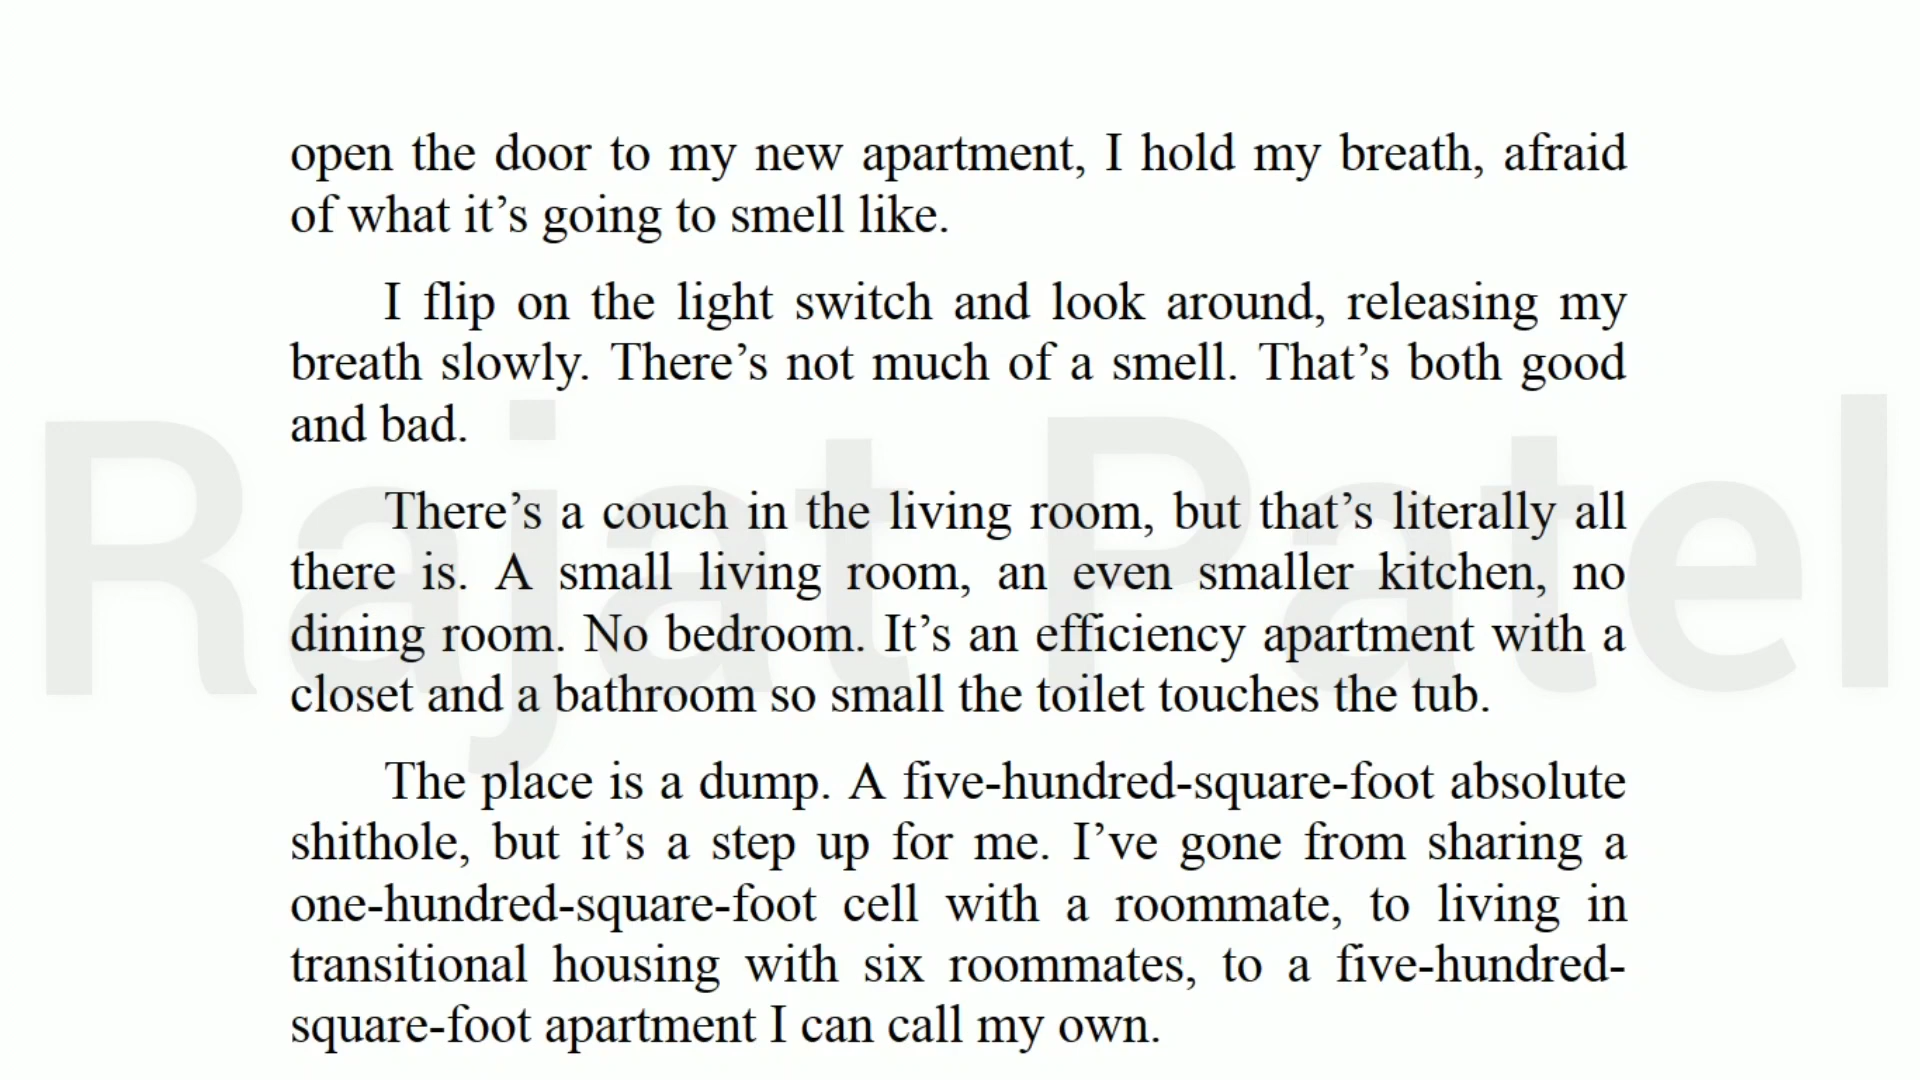 open the door to my new apartment, I hold my breath, afraid
of what it’s going to smell like.
I flip on the light switch and look around, releasing my
breath slowly. There’s not much of a smell. That’s both good
and bad.
There’s a couch in the living room, but that’s literally all
there is. A small living room, an even smaller kitchen, no
dining room. No bedroom. It’s an efficiency apartment with a
closet and a bathroom so small the toilet touches the tub.
The place is a dump. A five-hundred-square-foot absolute
shithole, but it’s a step up for me. I’ve gone from sharing a
one-hundred-square-foot cell with a roommate, to living in
transitional housing with six roommates, to a five-hundred-
square-foot apartment I can call my own.
Rajat Patel